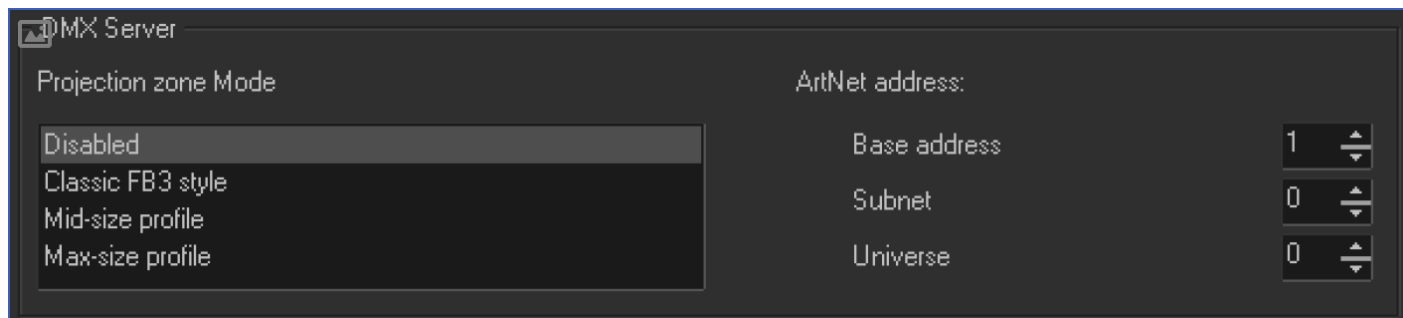 DMX Server
Projection zone Mode
Disabled
Classic FB3 style
Mid-size profile
Max-size profile
ArtNet address:
Base address 1
Subnet 0
Universe 0